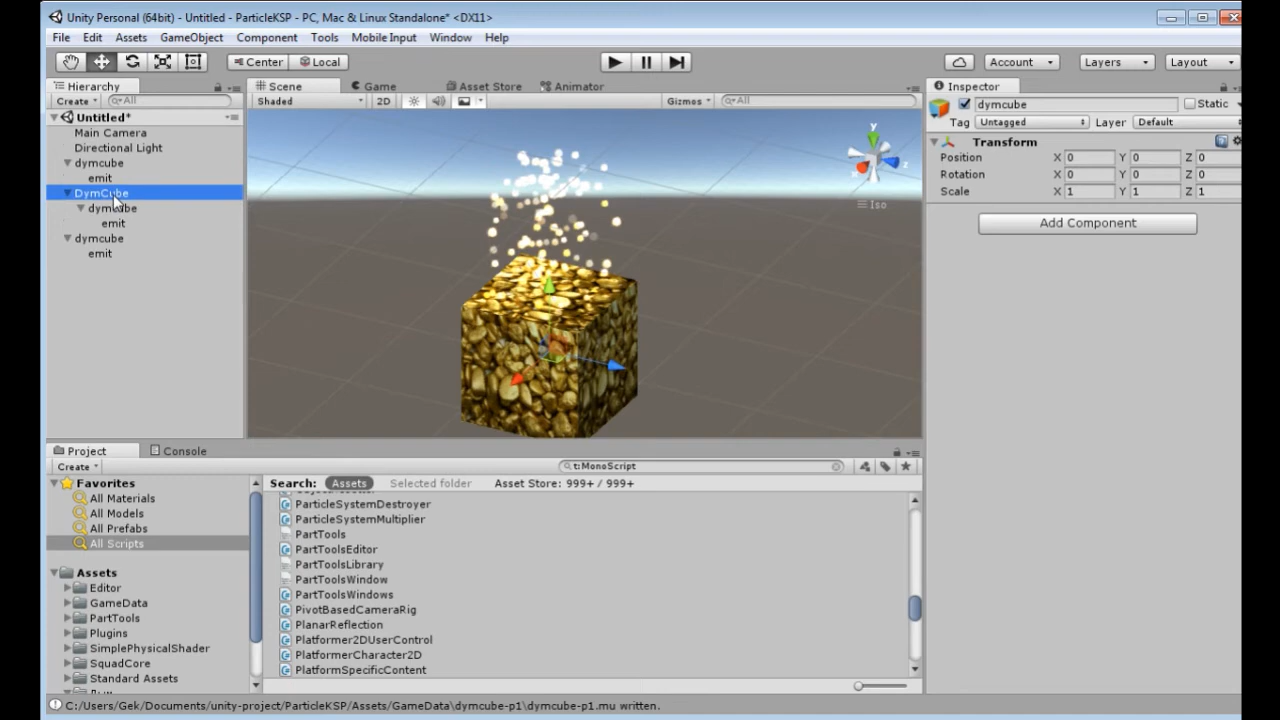 Unity Personal (64bit) - Untitled - ParticleKSP - PC, Mac & Linux Standalone* <DX11>
File Edit Assets GameObject Component Tools Mobile Input Window Help
Center Local Account Layers Layout
Hierarchy Scene Game Asset Store Animator Inspector
Create All Shaded 2D Gizmos All dymcube Static
Untitled*
Tag Untagged Layer Default
Main Camera
Directional Light
Transform
dymcube
Position X 0 Y 0 Z 0
emit
Rotation X 0 Y 0 Z 0
DymCube
Scale X 1 Y 1 Z 1
dymcube
emit
Add Component
dymcube
emit
y
z
Iso
Project Console
Create t:MonoScript
Favorites Search: Assets Selected folder Asset Store: 999+ / 999+
All Materials
All Models
All Prefabs
All Scripts
ParticleSystemDestroyer
ParticleSystemMultiplier
PartTools
PartToolsEditor
PartToolsLibrary
PartToolsWindow
PartToolsWindows
PivotBasedCameraRig
PlanarReflection
Platformer2DUserControl
PlatformerCharacter2D
PlatformSpecificContent
Assets
Editor
GameData
PartTools
Plugins
SimplePhysicalShader
SquadCore
Standard Assets
C:/Users/Gek/Documents/unity-project/ParticleKSP/Assets/GameData\dymcube-p1\dymcube-p1.mu written.